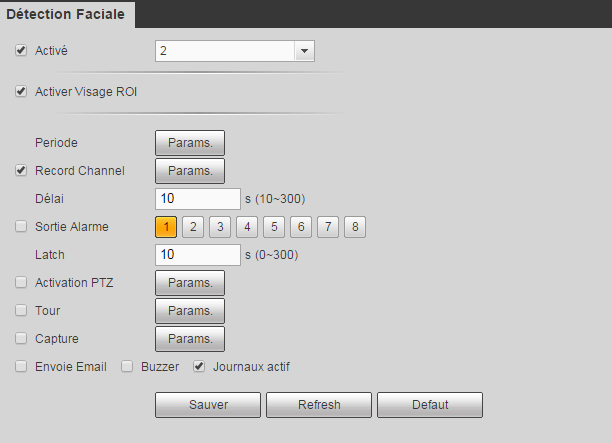 Détection Faciale
Activé 2
Activer Visage ROI
Periode Params.
Record Channel Params.
Délai 10 s (10~300)
Sortie Alarme 1 2 3 4 5 6 7 8
Latch 10 s (0~300)
Activation PTZ Params.
Tour Params.
Capture Params.
Envoie Email Buzzer Journaux actif
Sauver Refresh Defaut